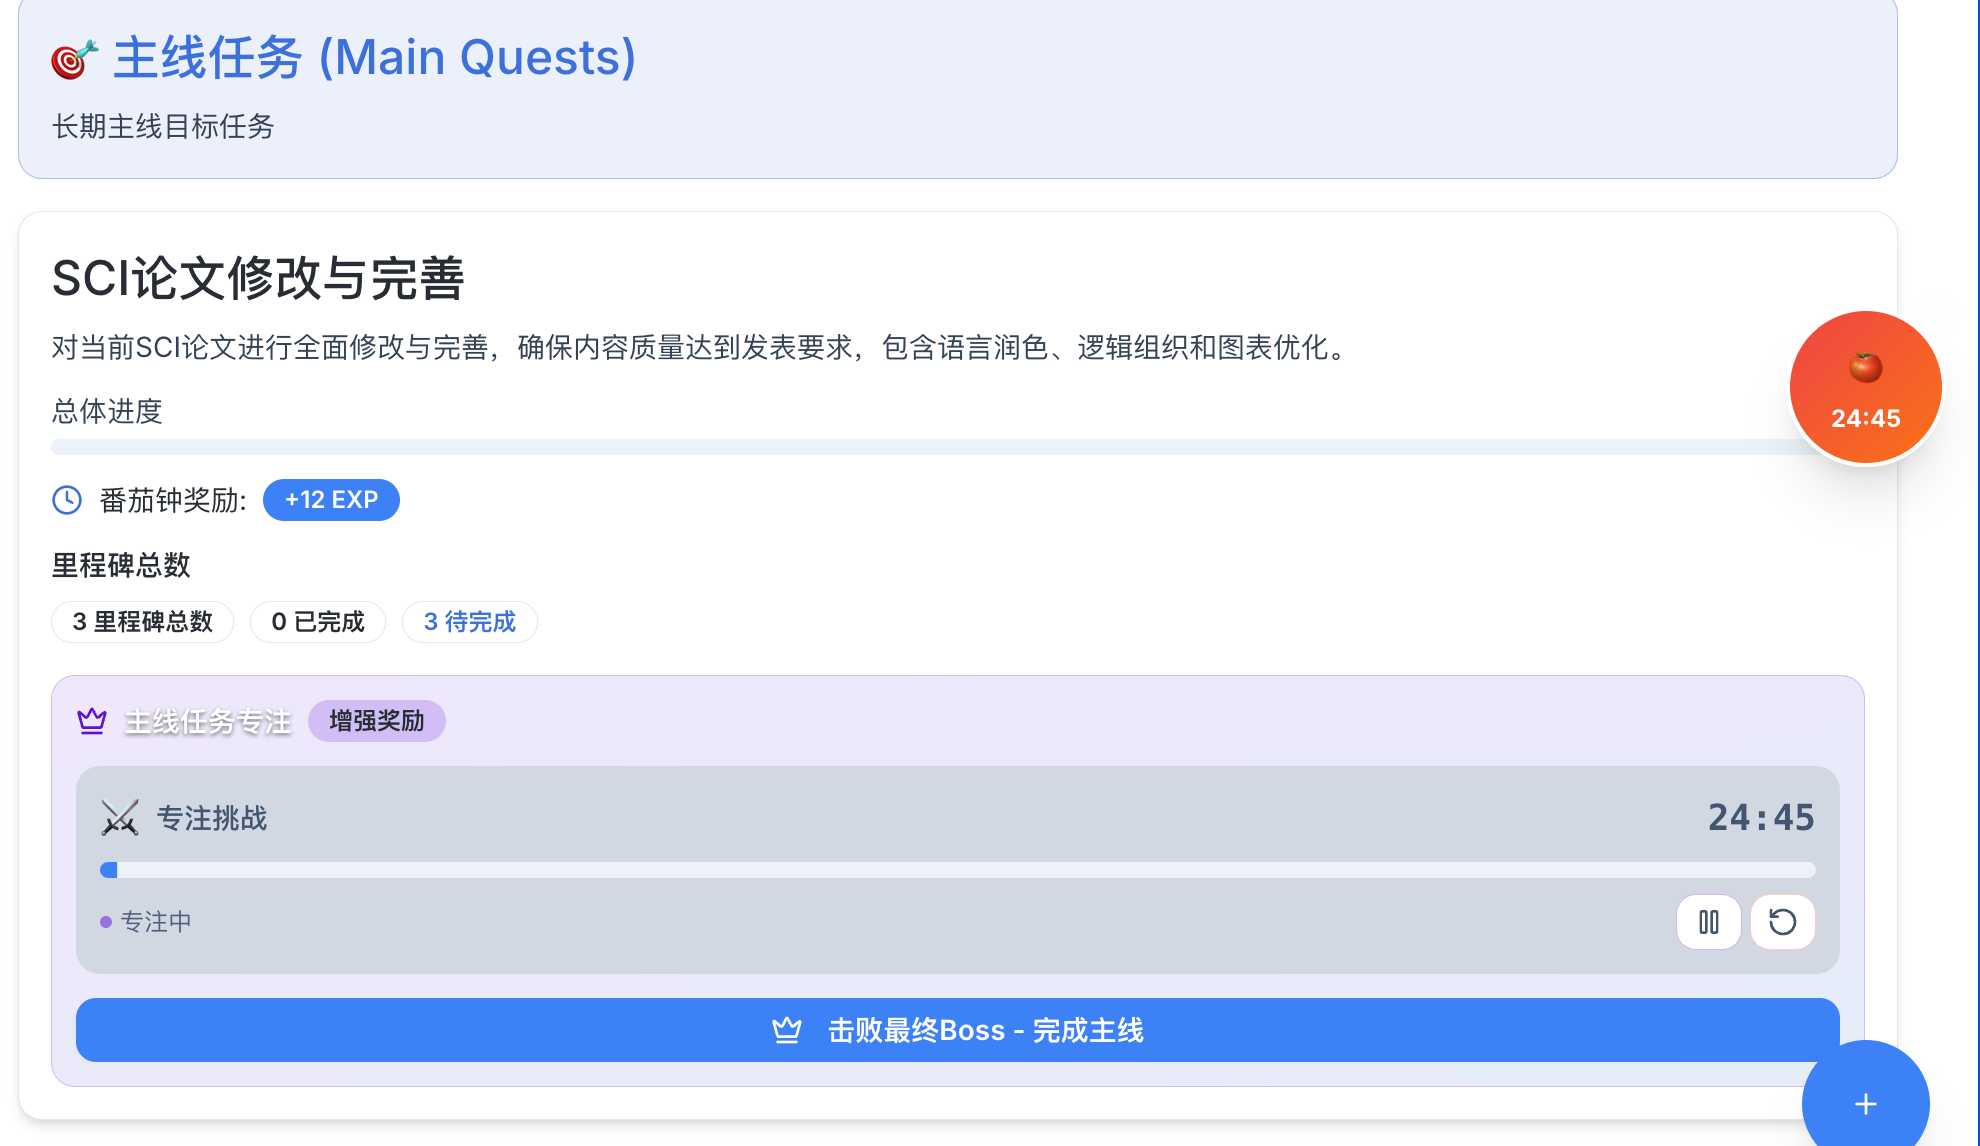 主线任务 (Main Quests)
长期主线目标任务
SCI论文修改与完善
对当前SCI论文进行全面修改与完善，确保内容质量达到发表要求，包含语言润色、逻辑组织和图表优化。
24:45
总体进度
番茄钟奖励: +12 EXP
里程碑总数
3 里程碑总数 0 已完成 3 待完成
主线任务专注 增强奖励
专注挑战 24:45
专注中
击败最终Boss - 完成主线
+